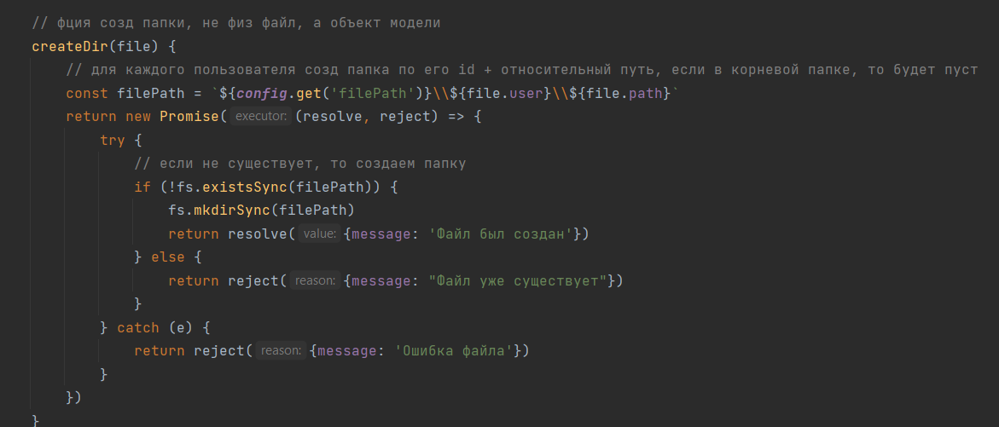 // фция созд папки, не физ файл, а объект модели
createDir(file) {
// для каждого пользователя созд папка по его id + относительный путь, если в корневой папке, то будет пуст
const filePath = `${config.get('filePath')}\\${file.user}\\${file.path}`
return new Promise( executor: (resolve, reject) => {
try {
// если не существует, то создаем папку
if (!fs.existsSync(filePath)) {
fs.mkdirSync(filePath)
return resolve( value: {message: 'Файл был создан'})
} else {
return reject( reason: {message: "Файл уже существует"})
}
} catch (e) {
return reject( reason: {message: 'Ошибка файла'})
}
})
}